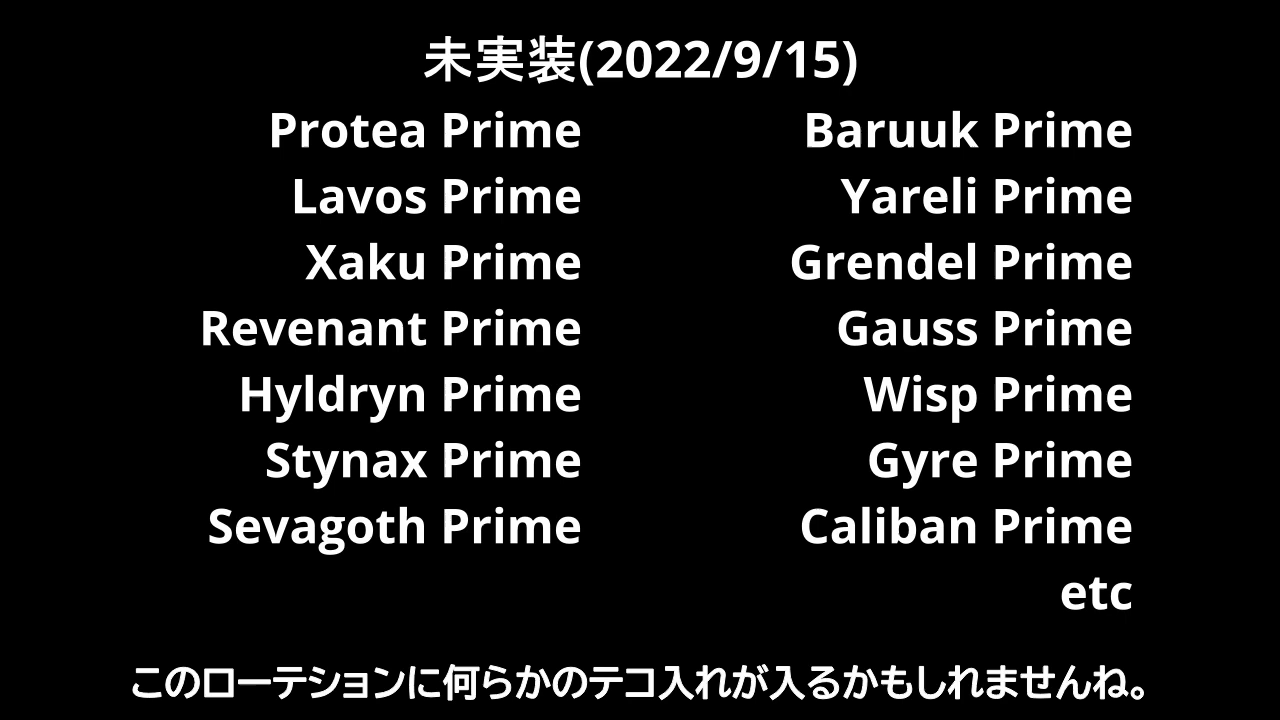 未実装(2022/9/15)
Protea Prime
Lavos Prime
Xaku Prime
Revenant Prime
Hyldryn Prime
Stynax Prime
Sevagoth Prime
Baruuk Prime
Yareli Prime
Grendel Prime
Gauss Prime
Wisp Prime
Gyre Prime
Caliban Prime
etc
このローテションに何らかのテコ入れが入るかもしれませんね。